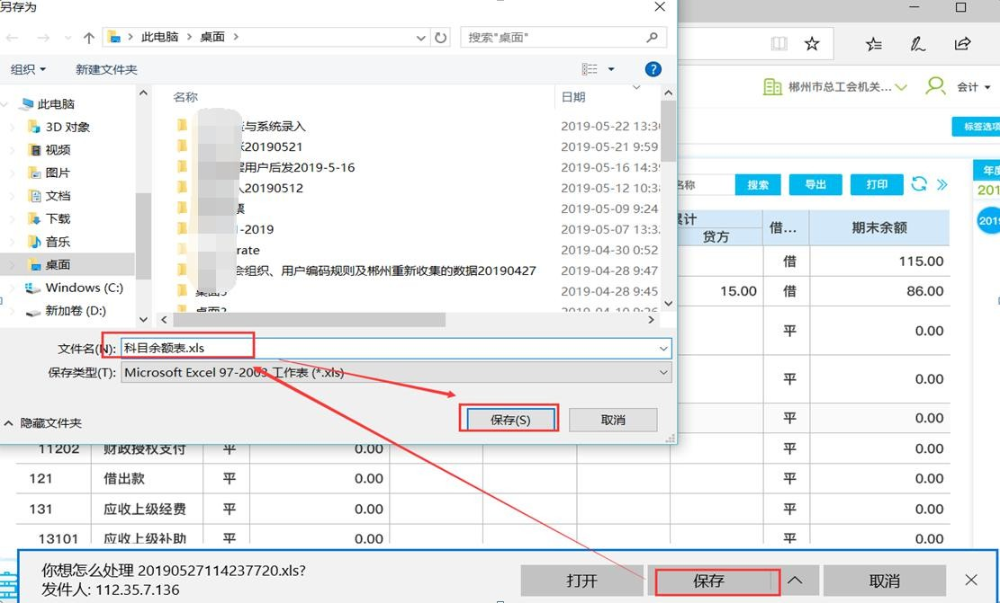 另存为
此电脑 桌面
搜索"桌面"
组织 新建文件夹
名称 日期
此电脑
3D 对象
视频
图片
文档
下载
音乐
桌面
Windows (C:)
新加卷 (D:)
与系统录入 2019-05-22 13:3
20190521 2019-05-21 9:59
用户后发2019-5-16 2019-05-16 14:3
20190512 2019-05-12 10:3
2019-05-09 9:24
-2019 2019-05-07 13:3
rate 2019-04-30 0:52
会组织、用户编码规则及郴州重新收集的数据20190427 2019-04-28 9:47
2019-04-28 9:45
文件名(N): 科目余额表.xls
保存类型(T): Microsoft Excel 97-2003 工作表 (*.xls)
隐藏文件夹
保存(S) 取消
郴州市总工会机关... 会计
标签选项
名称 搜索 导出 打印
年度
201
2019
累计
贷方 借... 期末余额
借 115.00
15.00 借 86.00
平 0.00
平 0.00
平 0.00
11202 财政授权支付 平 0.00 平 0.00
121 借出款 平 0.00 平 0.00
131 应收上级经费 平 0.00 平 0.00
13101 应收上级补助 平 0.00 平 0.00
你想怎么处理 20190527114237720.xls?
发件人: 112.35.7.136
打开 保存 取消